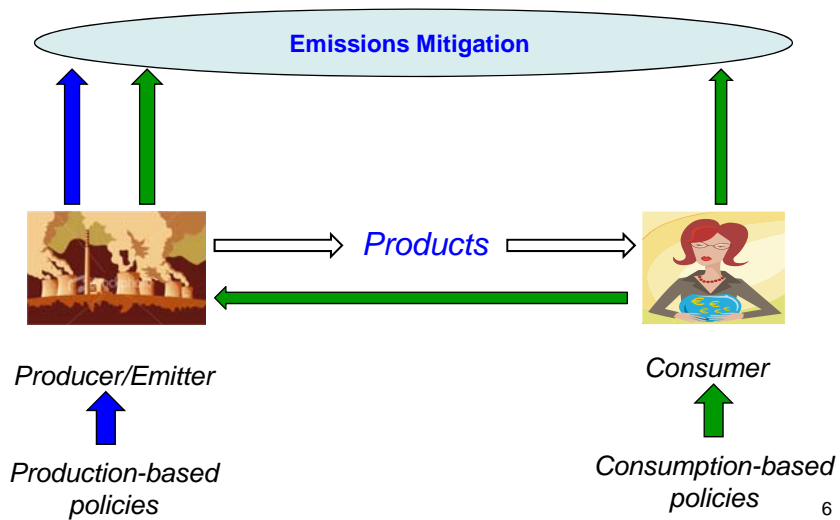 Emissions Mitigation
Products
Producer/Emitter
Consumer
Production-based
policies
Consumption-based
policies
6